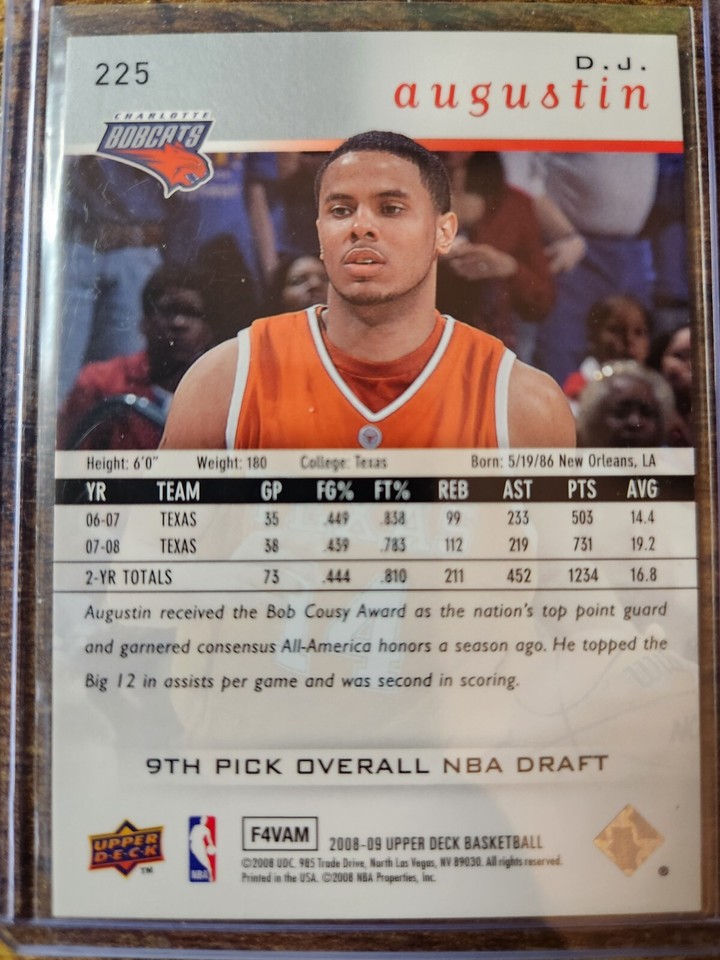 225
D.J.
augustin
CHARLOTTE
BOBCATS
Height: 6'0" Weight: 180 College: Texas Born: 5/19/86 New Orleans, LA
YR TEAM GP FG% FT% REB AST PTS AVG
06-07 TEXAS 35 .449 .838 99 233 503 14.4
07-08 TEXAS 38 .439 .783 112 219 731 19.2
2-YR TOTALS 73 .444 .810 211 452 1234 16.8
Augustin received the Bob Cousy Award as the nation's top point guard
and garnered consensus All-America honors a season ago. He topped the
Big 12 in assists per game and was second in scoring.
9TH PICK OVERALL NBA DRAFT
UPPER
DECK
TM
NBA
F4VAM
2008-09 UPPER DECK BASKETBALL
©2008 UDC. 985 Trade Drive, North Las Vegas, NV 89030. All rights reserved.
Printed in the USA. ©2008 NBA Properties, Inc.
®